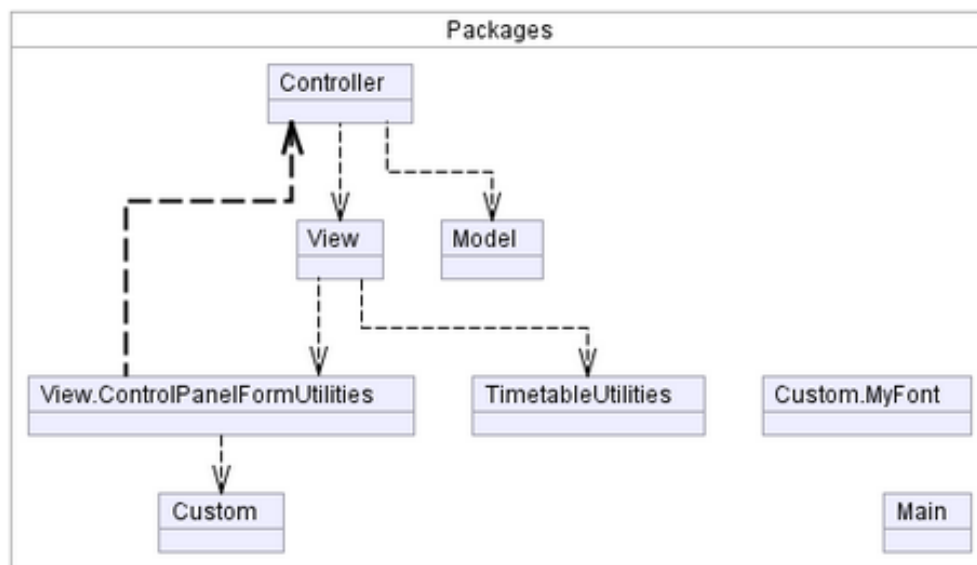 Packages
Controller
View
Model
View.ControlPanelFormUtilities
TimetableUtilities
Custom.MyFont
Custom
Main